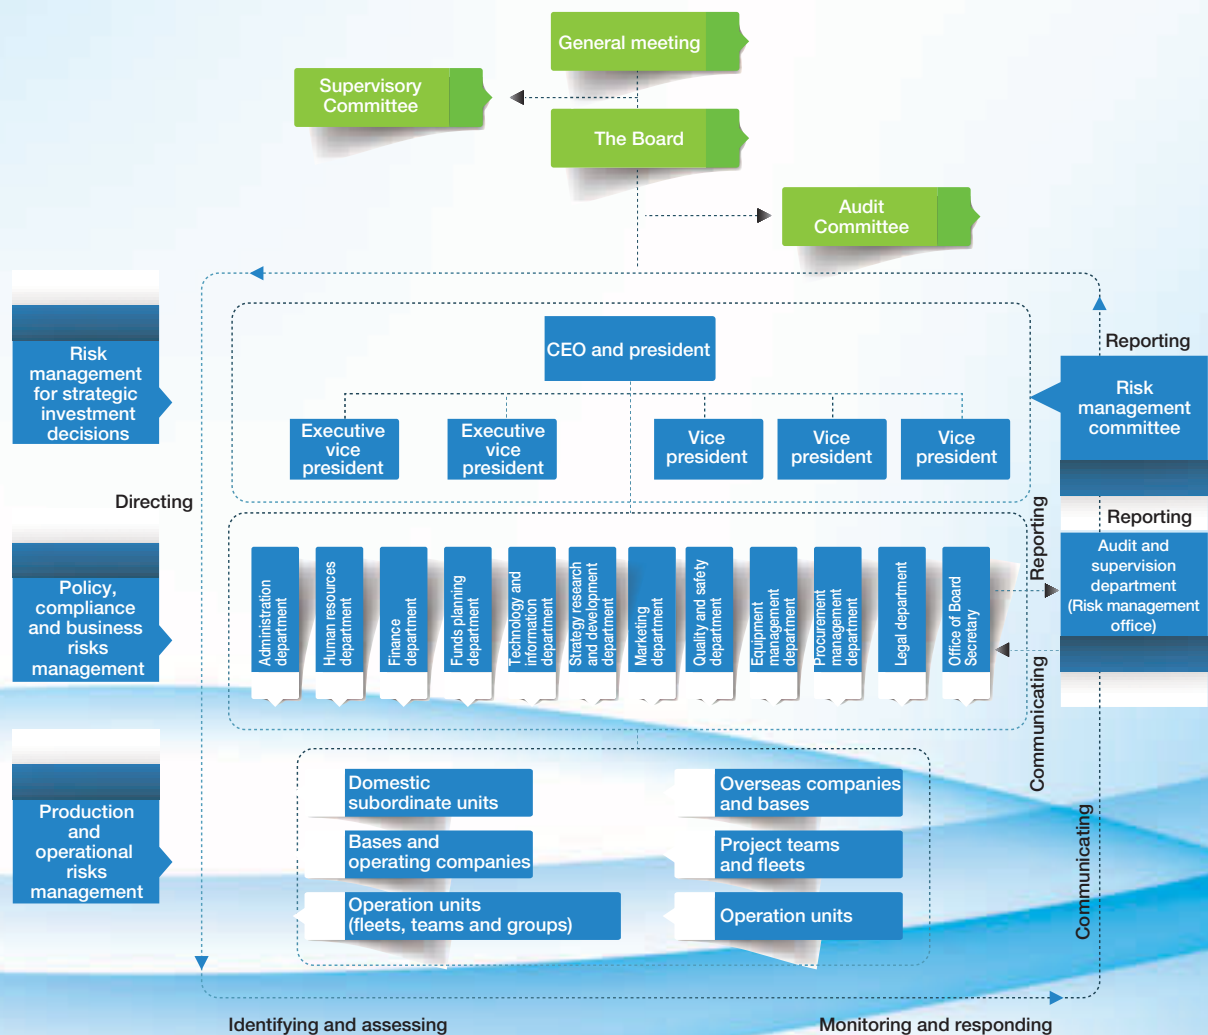 General meeting
Supervisory
Committee
The Board
Audit
Committee
Risk
management
for strategic
investment
decisions
CEO and president
Reporting
Risk
management
committee
Executive
vice
president
Executive
vice
president
Vice
president
Vice
president
Vice
president
Directing
Policy,
compliance
and business
risks
management
Administration
department
Human resources
department
Finance
department
Funds planning
department
Technology and
information
department
Strategy research
and development
department
Marketing
department
Quality and safety
department
Equipment
management
department
Procurement
management
department
Legal department
Office of Board
Secretary
Reporting
Communicating
Reporting
Audit and
supervision
department
(Risk management
office)
Production
and
operational
risks
management
Domestic
subordinate units
Overseas companies
and bases
Bases and
operating companies
Project teams
and fleets
Operation units
(fleets, teams and groups)
Operation units
Communicating
Identifying and assessing
Monitoring and responding